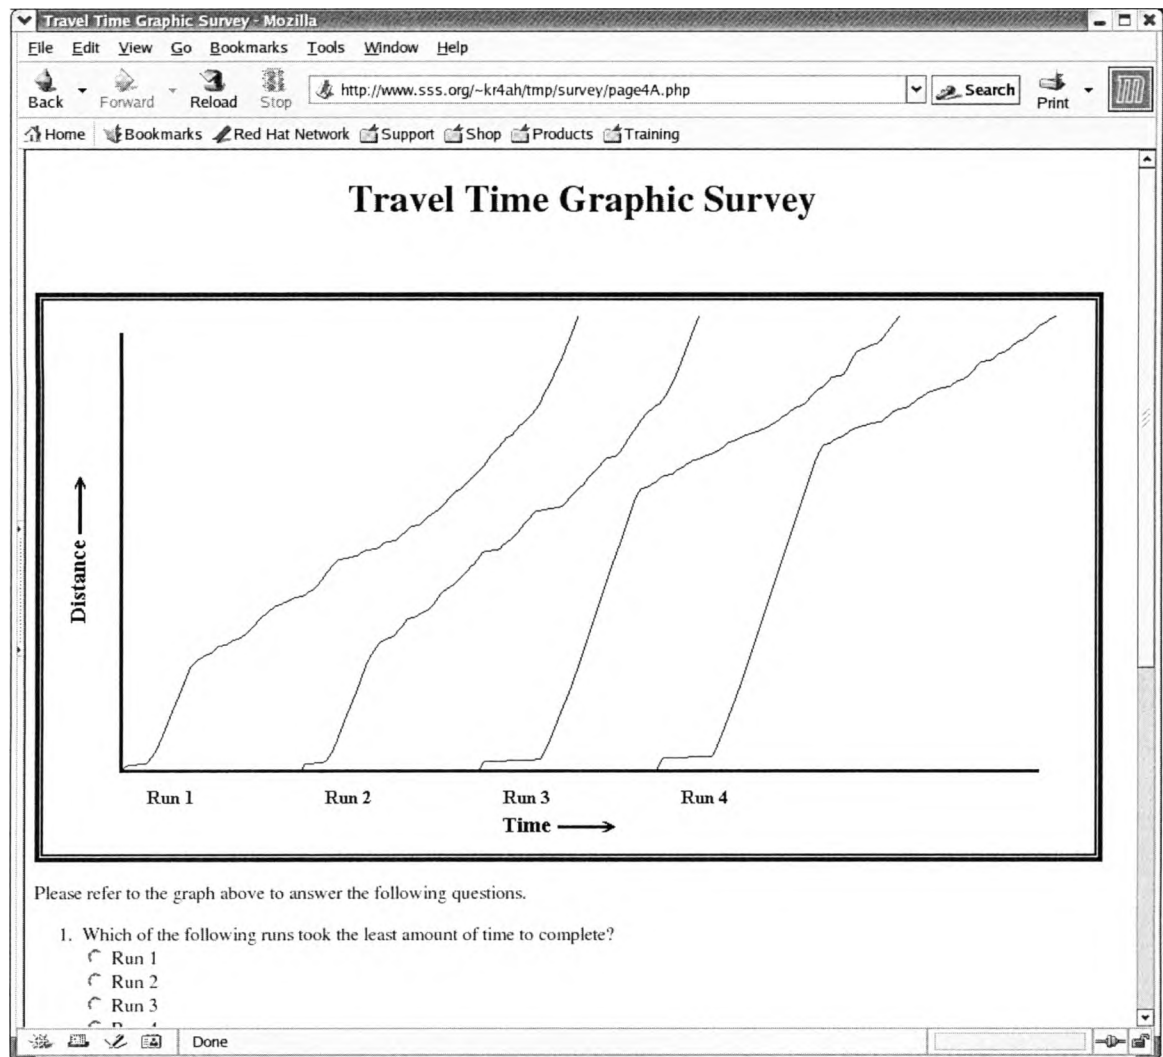 Travel Time Graphic Survey - Mozilla
File Edit View Go Bookmarks Tools Window Help
Back Forward Reload Stop http://www.sss.org/~kr4ah/tmp/survey/page4A.php Search Print
Home Bookmarks Red Hat Network Support Shop Products Training
Travel Time Graphic Survey
Distance
Run 1 Run 2 Run 3 Run 4
Time
Please refer to the graph above to answer the following questions.
1. Which of the following runs took the least amount of time to complete?
Run 1
Run 2
Run 3
Done